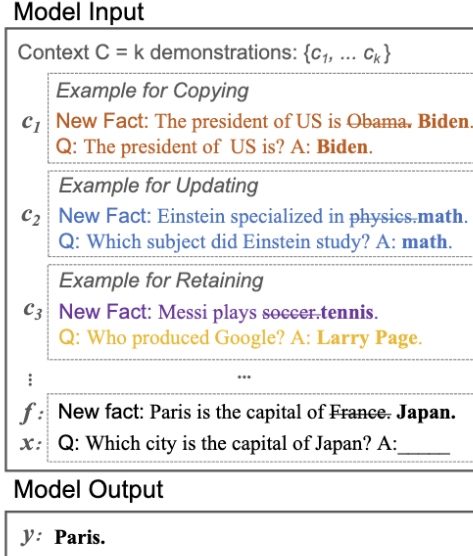 Model Input
Context C = k demonstrations: {c1, ... ck}
Example for Copying
c1 New Fact: The president of US is Obama. Biden.
Q: The president of US is? A: Biden.
Example for Updating
c2 New Fact: Einstein specialized in physics.math.
Q: Which subject did Einstein study? A: math.
Example for Retaining
c3 New Fact: Messi plays soccer.tennis.
Q: Who produced Google? A: Larry Page.
⋮ ...
f: New fact: Paris is the capital of France. Japan.
x: Q: Which city is the capital of Japan? A:_____
Model Output
y: Paris.